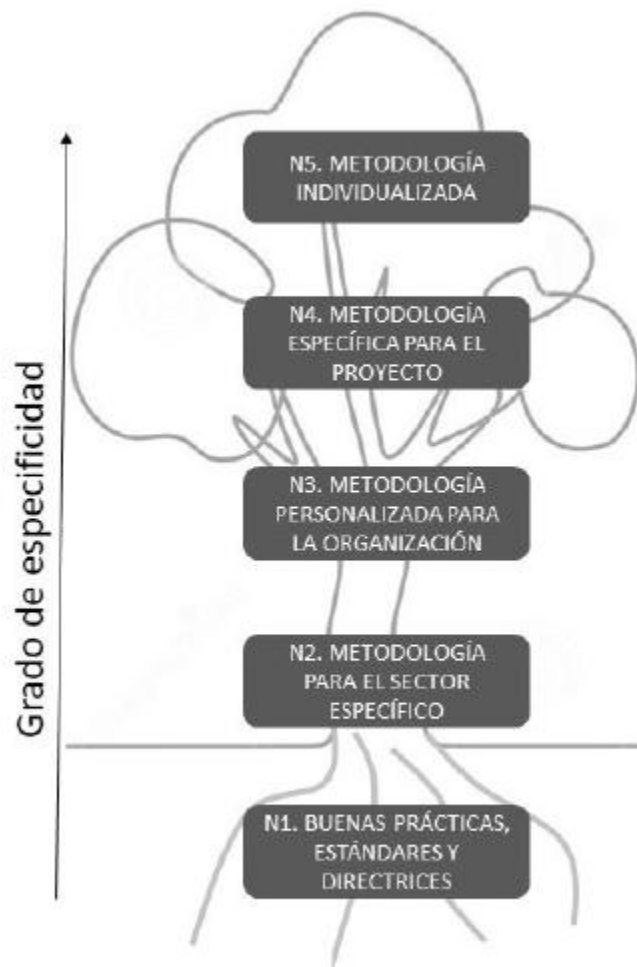 N5. METODOLOGÍA
INDIVIDUALIZADA
N4. METODOLOGÍA
ESPECÍFICA PARA EL
PROYECTO
N3. METODOLOGÍA
PERSONALIZADA PARA
LA ORGANIZACIÓN
N2. METODOLOGÍA
PARA EL SECTOR
ESPECÍFICO
N1. BUENAS PRÁCTICAS,
ESTÁNDARES Y
DIRECTRICES
Grado de especificidad